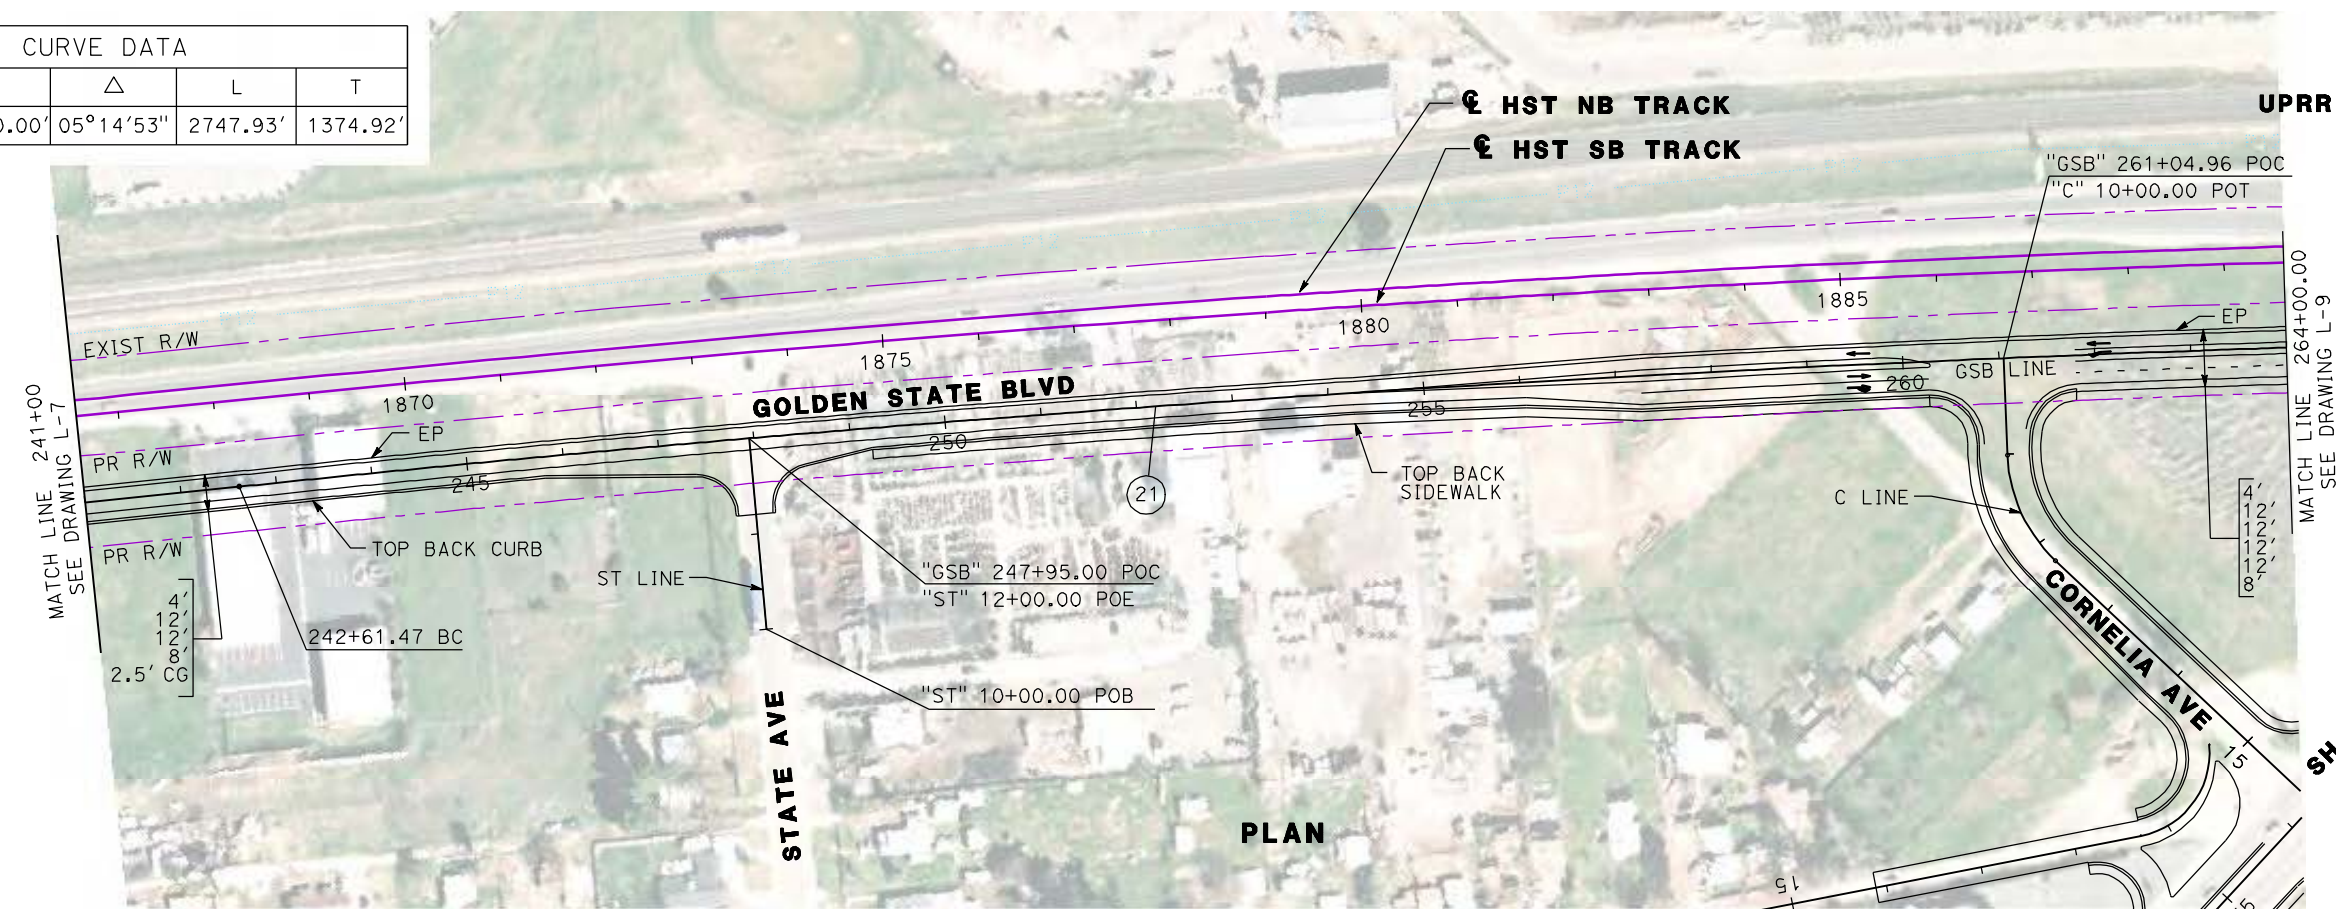 CURVE DATA
△ L T
0.00' 05°14'53" 2747.93' 1374.92'
℄ HST NB TRACK
℄ HST SB TRACK
UPRR
"GSB" 261+04.96 POC
"C" 10+00.00 POT
EXIST R/W
1870
1875
1880
1885
EP
GSB LINE
260
MATCH LINE 264+00.00
SEE DRAWING L-9
MATCH LINE 241+00
SEE DRAWING L-7
GOLDEN STATE BLVD
EP
PR R/W
245
250
255
21
TOP BACK
SIDEWALK
C LINE
4'
12'
12'
12'
12'
8'
PR R/W
TOP BACK CURB
ST LINE
"GSB" 247+95.00 POC
"ST" 12+00.00 POE
4'
12'
12'
8'
2.5' CG
242+61.47 BC
"ST" 10+00.00 POB
CORNELIA AVE
STATE AVE
PLAN
15
SH
15